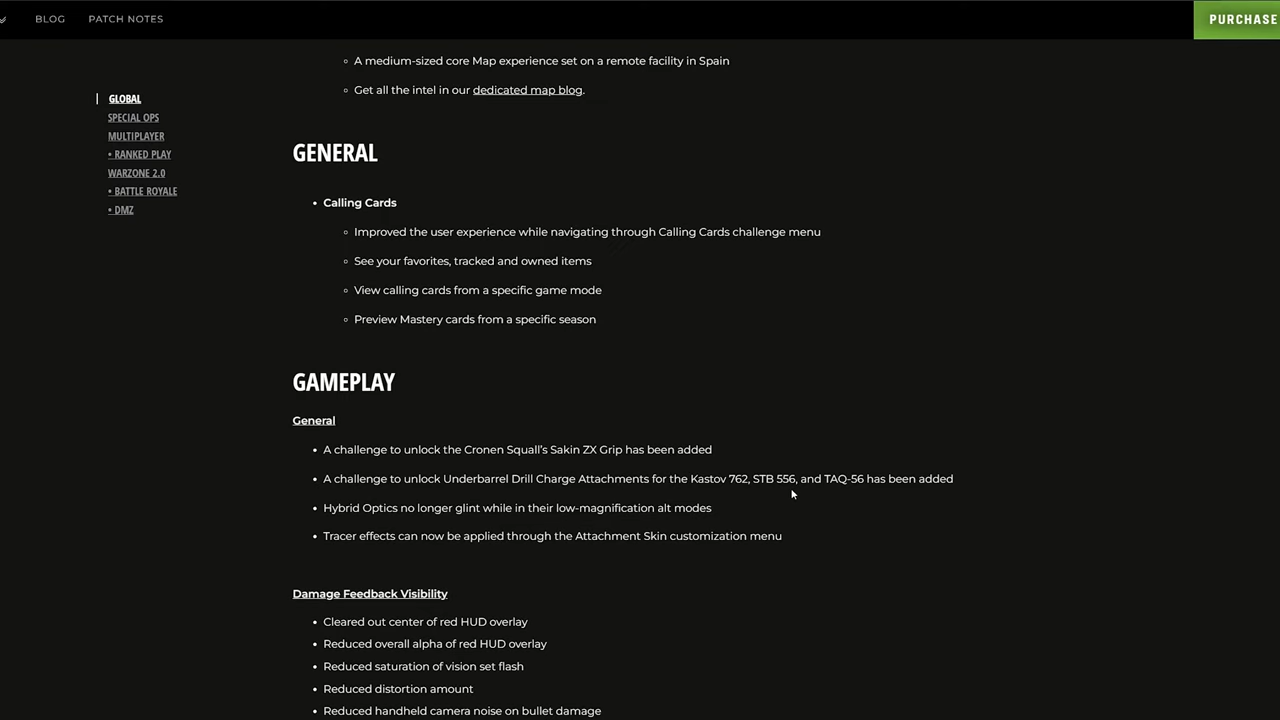 BLOG PATCH NOTES PURCHASE
◦ A medium-sized core Map experience set on a remote facility in Spain
◦ Get all the intel in our dedicated map blog.
GLOBAL
SPECIAL OPS
MULTIPLAYER
• RANKED PLAY
WARZONE 2.0
• BATTLE ROYALE
• DMZ
GENERAL
• Calling Cards
◦ Improved the user experience while navigating through Calling Cards challenge menu
◦ See your favorites, tracked and owned items
◦ View calling cards from a specific game mode
◦ Preview Mastery cards from a specific season
GAMEPLAY
General
• A challenge to unlock the Cronen Squall’s Sakin ZX Grip has been added
• A challenge to unlock Underbarrel Drill Charge Attachments for the Kastov 762, STB 556, and TAQ-56 has been added
• Hybrid Optics no longer glint while in their low-magnification alt modes
• Tracer effects can now be applied through the Attachment Skin customization menu
Damage Feedback Visibility
• Cleared out center of red HUD overlay
• Reduced overall alpha of red HUD overlay
• Reduced saturation of vision set flash
• Reduced distortion amount
• Reduced handheld camera noise on bullet damage